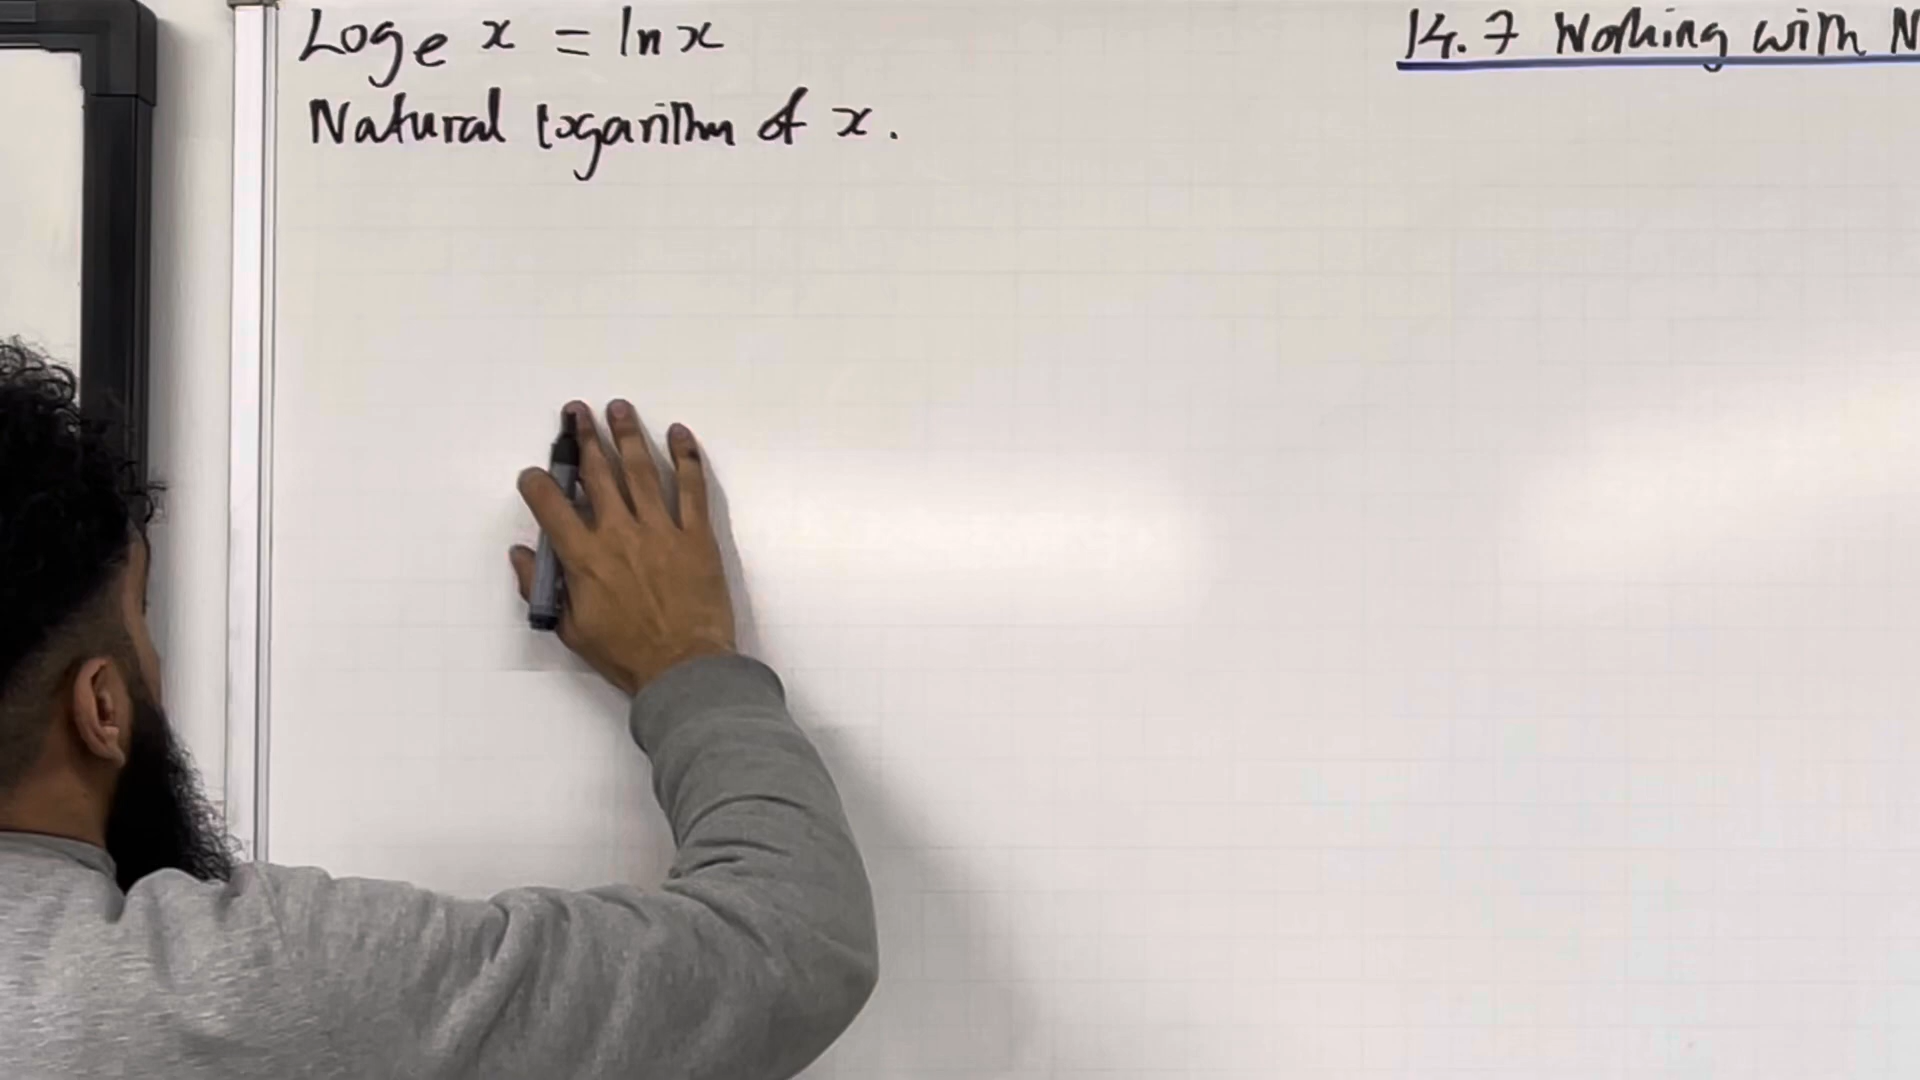 Loge x = ln x
Natural logarithm of x.
14.7 Working with N